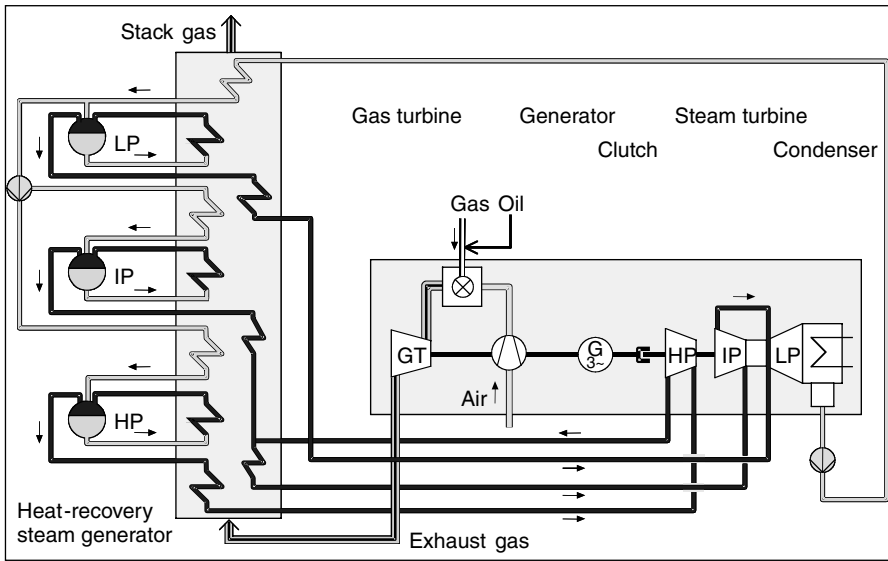 Stack gas
Gas turbine Generator Steam turbine
Clutch Condenser
LP
Gas Oil
IP
GT
G
3~
HP IP LP
Air
HP
Heat-recovery
steam generator
Exhaust gas